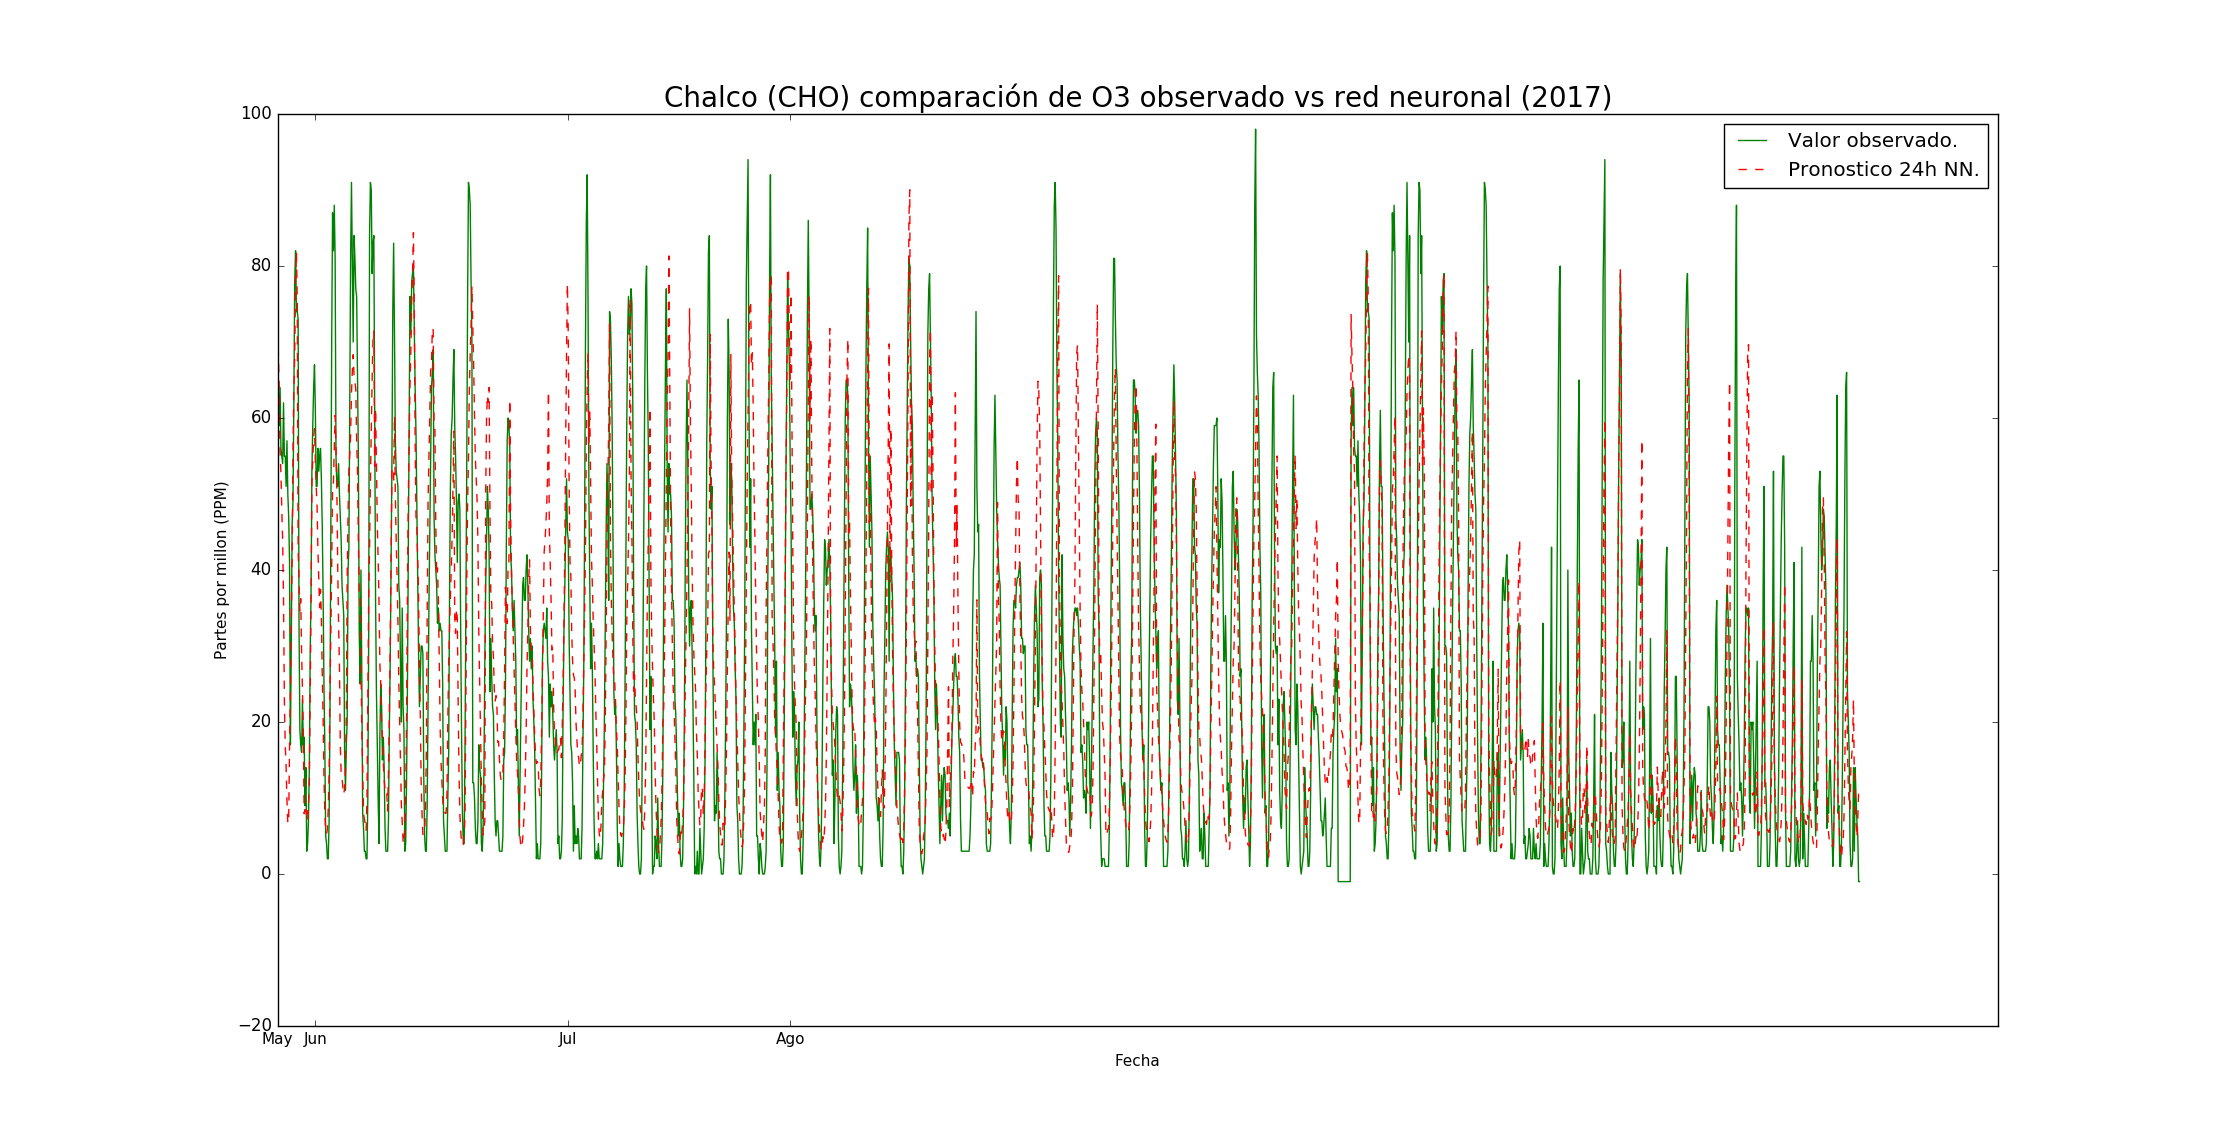 Chalco (CHO) comparación de O3 observado vs red neuronal (2017)
Valor observado.
Pronostico 24h NN.
100
80
60
40
20
0
−20
Partes por millon (PPM)
May Jun Jul Ago
Fecha